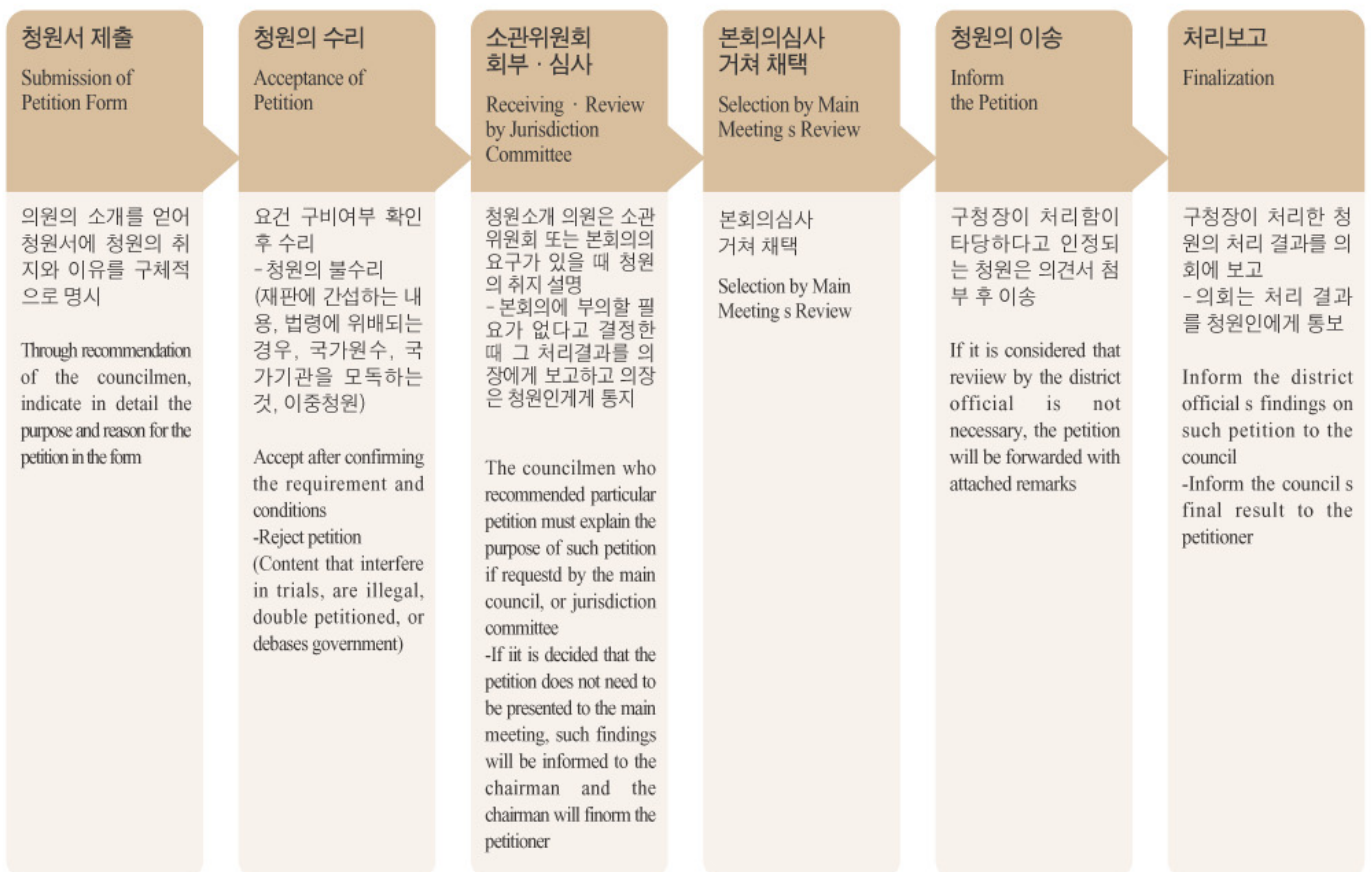 청원서 제출
Submission of
Petition Form
의원의 소개를 얻어
청원서에 청원의 취
지와 이유를 구체적
으로 명시
Through recommendation
of the councilmen,
indicate in detail the
purpose and reason for the
petition in the form
청원의 수리
Acceptance of
Petition
요건 구비여부 확인
후 수리
-청원의 불수리
(재판에 간섭하는 내
용, 법령에 위배되는
경우, 국가원수, 국
가기관을 모독하는
것, 이중청원)
Accept after confirming
the requirement and
conditions
-Reject petition
(Content that interfere
in trials, are illegal,
double petitioned, or
debases government)
소관위원회
회부 · 심사
Receiving · Review
by Jurisdiction
Committee
청원소개 의원은 소관
위원회 또는 본회의의
요구가 있을 때 청원
의 취지 설명
- 본회의에 부의할 필
요가 없다고 결정한
때 그 처리결과를 의
장에게 보고하고 의장
은 청원인게게 통지
The councilmen who
recommended particular
petition must explain the
purpose of such petition
if requestd by the main
council, or jurisdiction
committee
-If iit is decided that the
petition does not need to
be presented to the main
meeting, such findings
will be informed to the
chairman and the
chairman will finorm the
petitioner
본회의심사
거쳐 채택
Selection by Main
Meeting s Review
본회의심사
거쳐 채택
Selection by Main
Meeting s Review
청원의 이송
Inform
the Petition
구청장이 처리함이
타당하다고 인정되
는 청원은 의견서 첨
부 후 이송
If it is considered that
reviiew by the district
official is not
necessary, the petition
will be forwarded with
attached remarks
처리보고
Finalization
구청장이 처리한 청
원의 처리 결과를 의
회에 보고
-의회는 처리 결과
를 청원인에게 통보
Inform the district
official s findings on
such petition to the
council
-Inform the council s
final result to the
petitioner